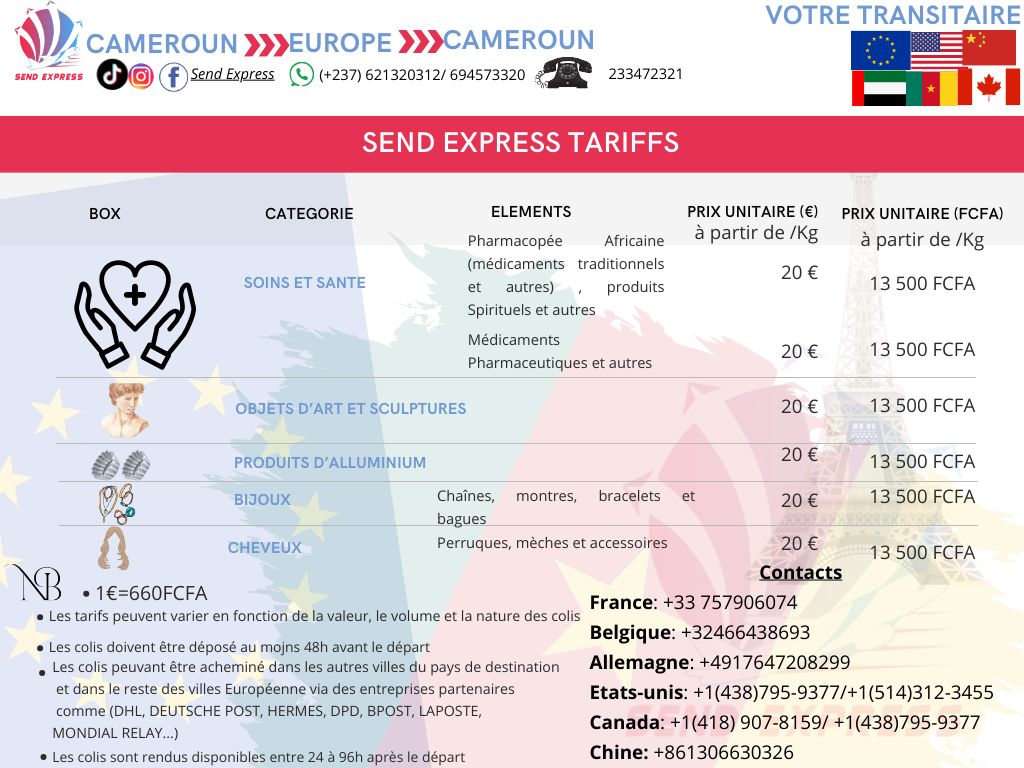 VOTRE TRANSITAIRE
CAMEROUN EUROPE CAMEROUN
SEND EXPRESS
Send Express (+237) 621320312/ 694573320 233472321
SEND EXPRESS TARIFFS
BOX CATEGORIE ELEMENTS PRIX UNITAIRE (€) PRIX UNITAIRE (FCFA)
à partir de /Kg à partir de /Kg
Pharmacopée Africaine
(médicaments traditionnels
et autres) , produits
Spirituels et autres
SOINS ET SANTE 20 € 13 500 FCFA
Médicaments
Pharmaceutiques et autres
20 € 13 500 FCFA
OBJETS D’ART ET SCULPTURES 20 € 13 500 FCFA
PRODUITS D’ALLUMINIUM 20 € 13 500 FCFA
BIJOUX Chaînes, montres, bracelets et 20 € 13 500 FCFA
bagues
CHEVEUX Perruques, mèches et accessoires 20 € 13 500 FCFA
NB
• 1€=660FCFA
• Les tarifs peuvent varier en fonction de la valeur, le volume et la nature des colis
• Les colis doivent être déposé au mojns 48h avant le départ
• Les colis peuvant être acheminé dans les autres villes du pays de destination
et dans le reste des villes Européenne via des entreprises partenaires
comme (DHL, DEUTSCHE POST, HERMES, DPD, BPOST, LAPOSTE,
MONDIAL RELAY...)
• Les colis sont rendus disponibles entre 24 à 96h après le départ
Contacts
France: +33 757906074
Belgique: +32466438693
Allemagne: +4917647208299
Etats-unis: +1(438)795-9377/+1(514)312-3455
Canada: +1(418) 907-8159/ +1(438)795-9377
Chine: +861306630326
SEND EXPRESS